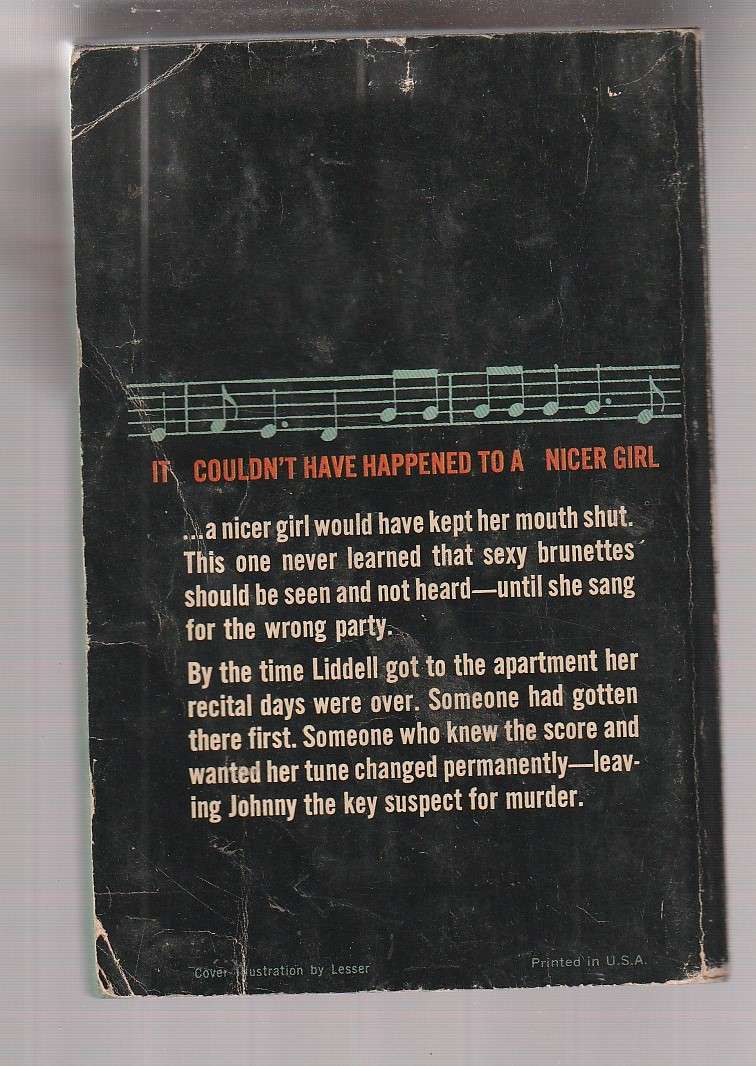 IT COULDN'T HAVE HAPPENED TO A NICER GIRL
...a nicer girl would have kept her mouth shut.
This one never learned that sexy brunettes
should be seen and not heard—until she sang
for the wrong party.
By the time Liddell got to the apartment her
recital days were over. Someone had gotten
there first. Someone who knew the score and
wanted her tune changed permanently—leav-
ing Johnny the key suspect for murder.
Cover by Lesser
Printed in U.S.A.